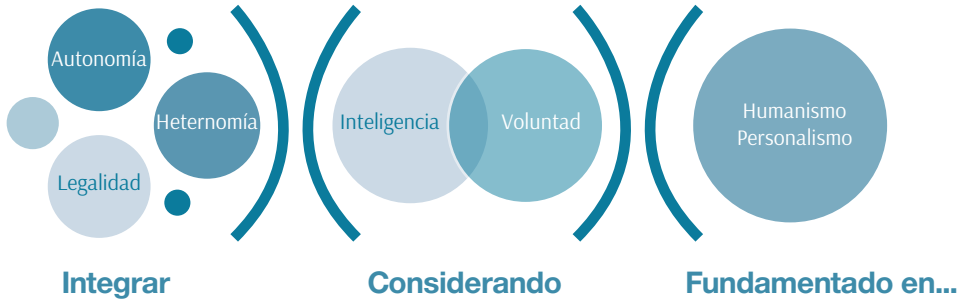 Autonomía
Heternomía
Legalidad
Inteligencia
Voluntad
Humanismo
Personalismo
Integrar
Considerando
Fundamentado en...